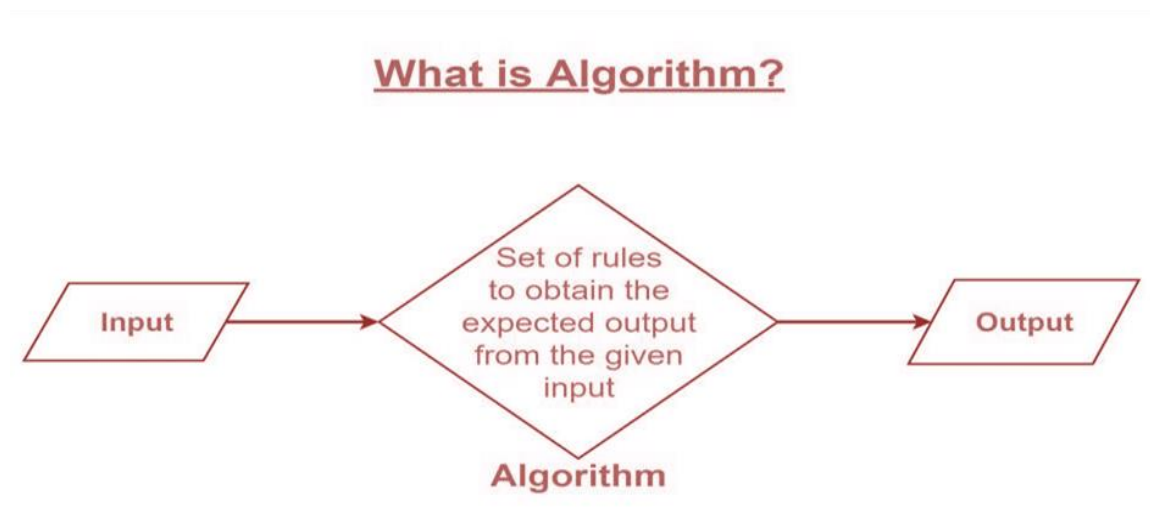 What is Algorithm?
Input
Set of rules
to obtain the
expected output
from the given
input
Output
Algorithm